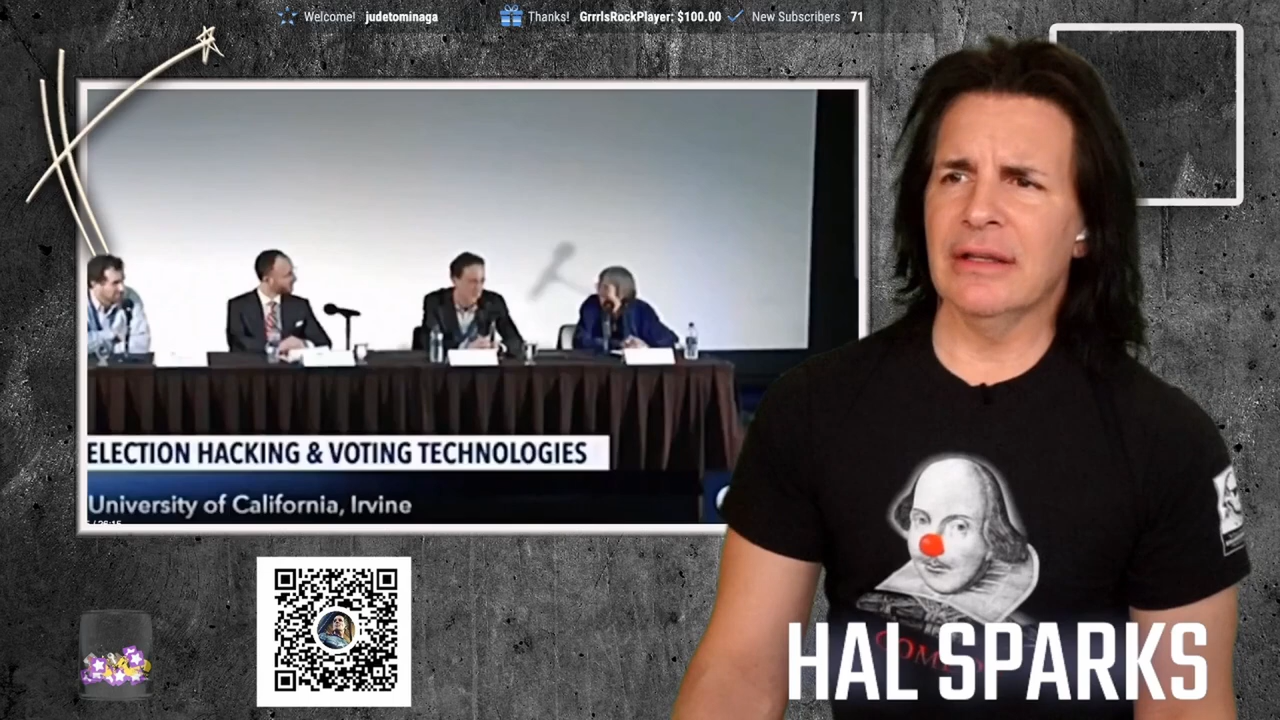 Welcome! judetominaga
Thanks! GrrrlsRockPlayer: $100.00
New Subscribers 71
ELECTION HACKING & VOTING TECHNOLOGIES
University of California, Irvine
HAL SPARKS